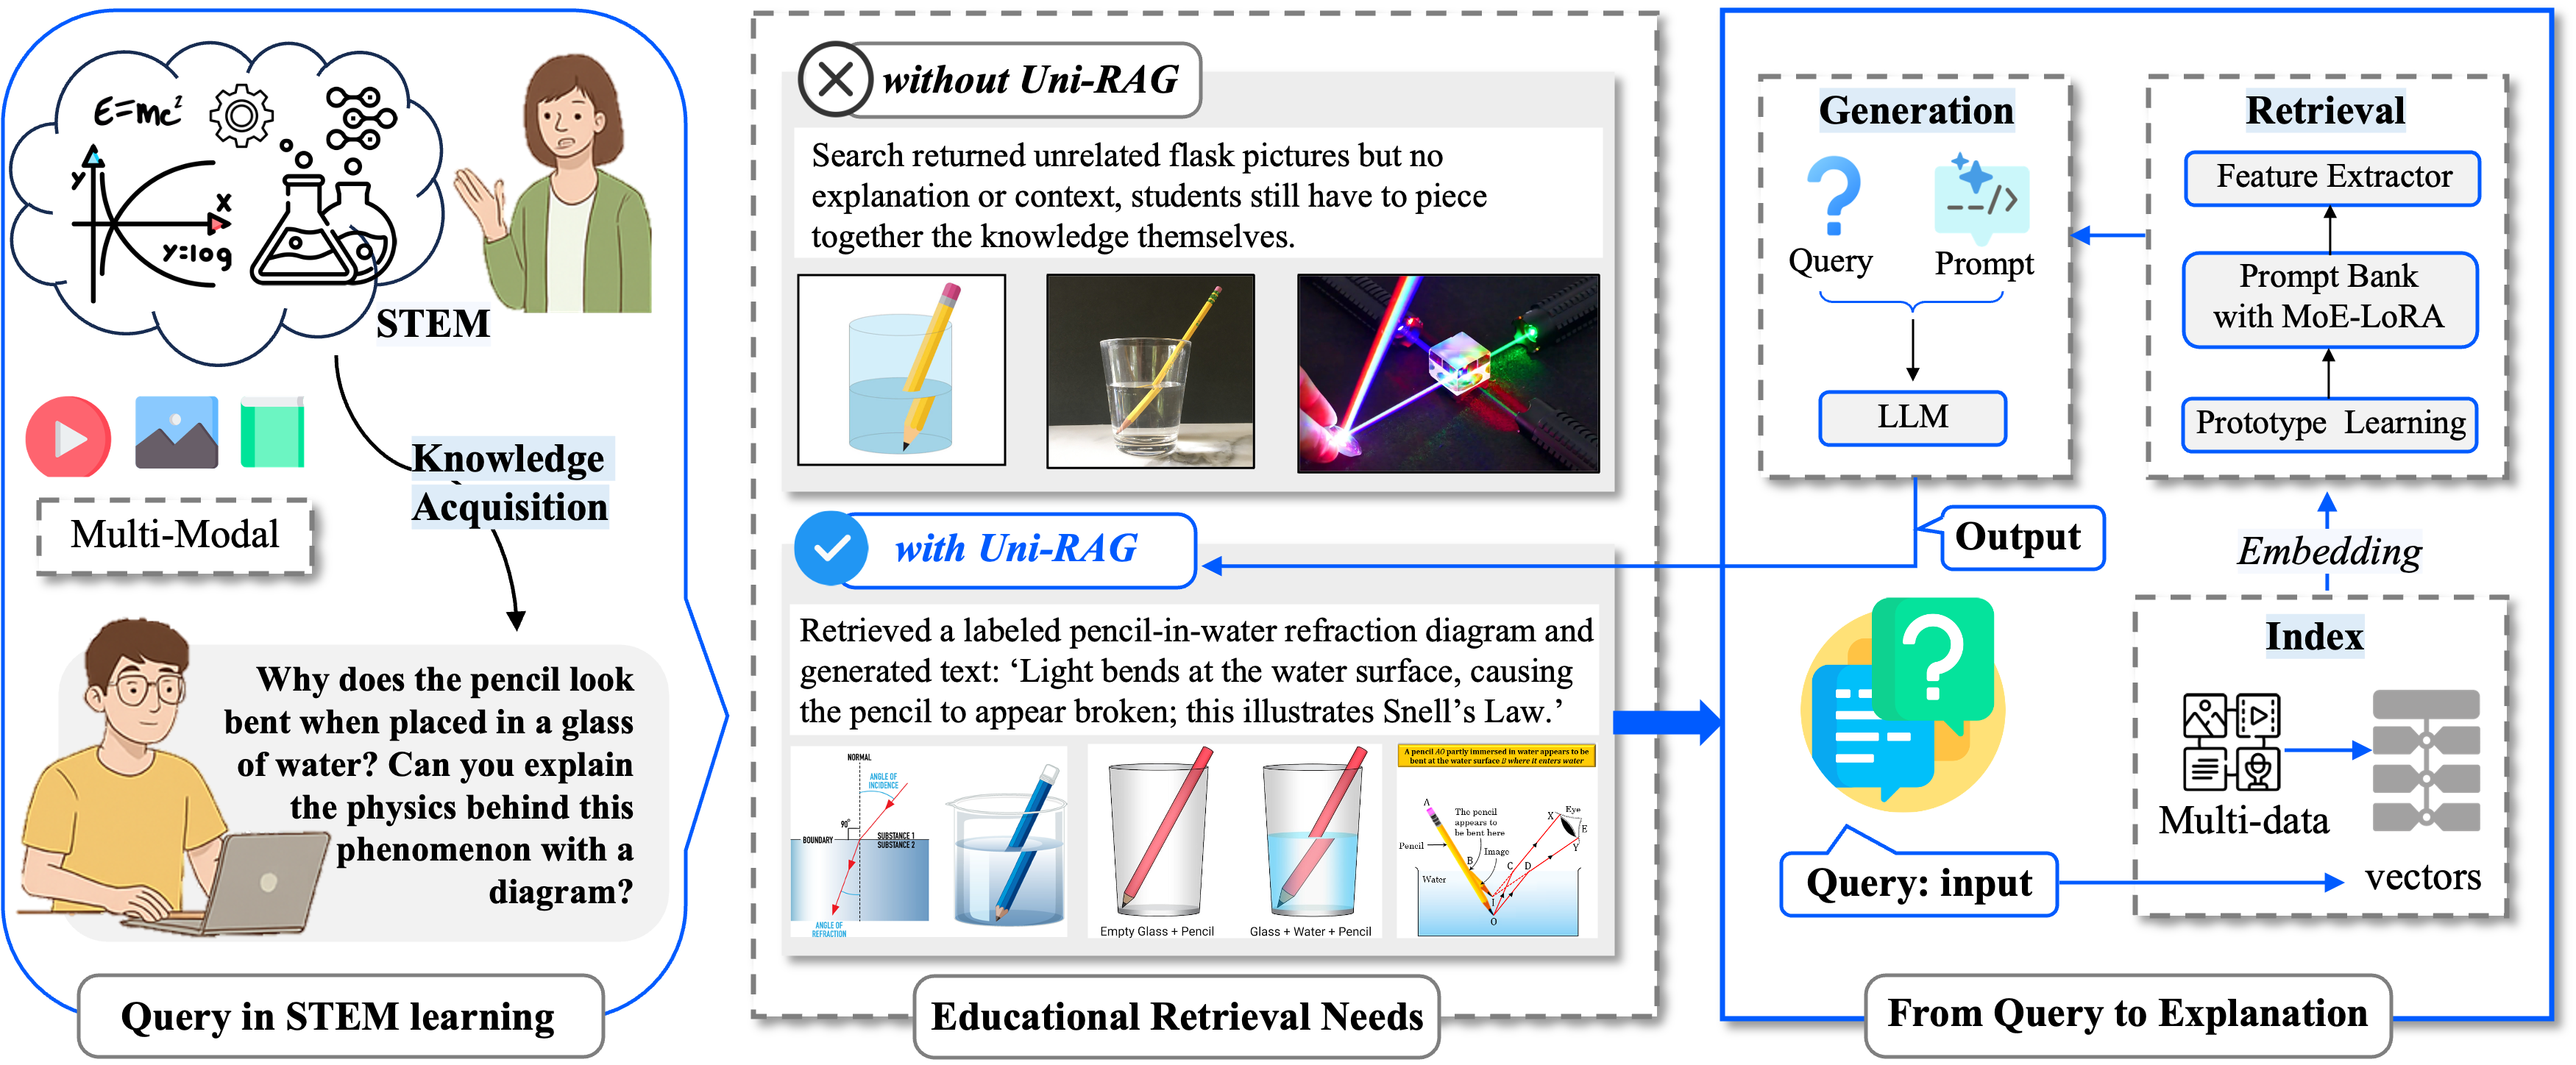 E=mc²
y
x
y=log
STEM
Multi-Modal
Knowledge
Acquisition
Why does the pencil look
bent when placed in a glass
of water? Can you explain
the physics behind this
phenomenon with a
diagram?
Query in STEM learning
without Uni-RAG
Search returned unrelated flask pictures but no
explanation or context, students still have to piece
together the knowledge themselves.
with Uni-RAG
Retrieved a labeled pencil-in-water refraction diagram and
generated text: ‘Light bends at the water surface, causing
the pencil to appear broken; this illustrates Snell’s Law.’
NORMAL
ANGLE OF
INCIDENCE
90°
BOUNDARY
SUBSTANCE 1
SUBSTANCE 2
ANGLE OF
REFRACTION
Empty Glass + Pencil
Glass + Water + Pencil
A pencil AO partly immersed in water appears to be
bent at the water surface B where it enters water
A
The pencil
appears to
be bent here
Pencil
Image
B
C
D
X
Eye
E
Y
Water
I
O
Educational Retrieval Needs
Generation
Query
Prompt
LLM
Output
Retrieval
Feature Extractor
Prompt Bank
with MoE-LoRA
Prototype Learning
Embedding
Index
Multi-data
vectors
Query: input
From Query to Explanation